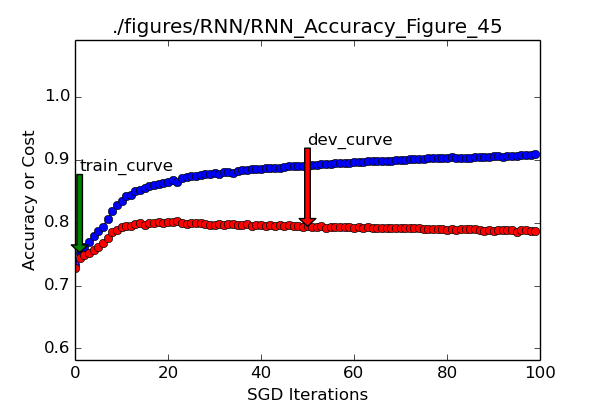 ./figures/RNN/RNN_Accuracy_Figure_45
1.0
0.9
0.8
0.7
0.6
Accuracy or Cost
train_curve
dev_curve
0 20 40 60 80 100
SGD Iterations